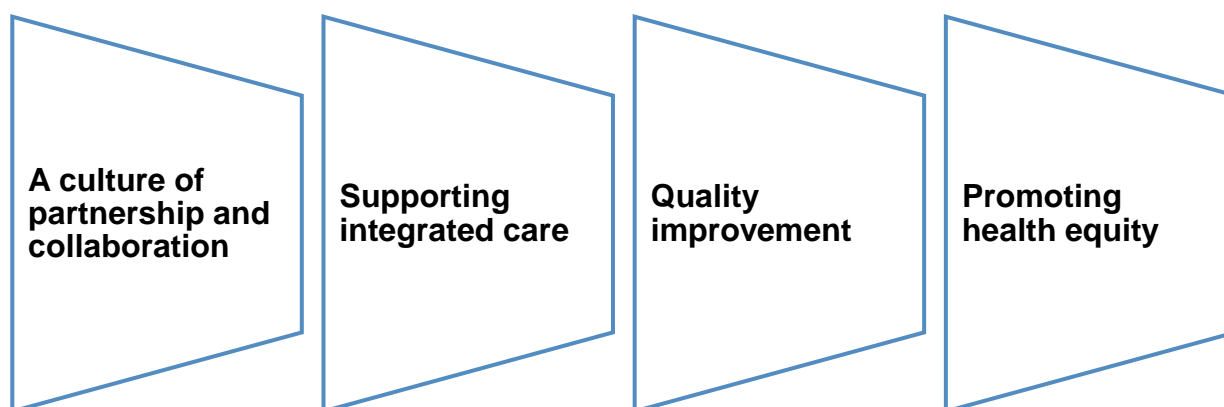 A culture of
partnership and
collaboration
Supporting
integrated care
Quality
improvement
Promoting
health equity